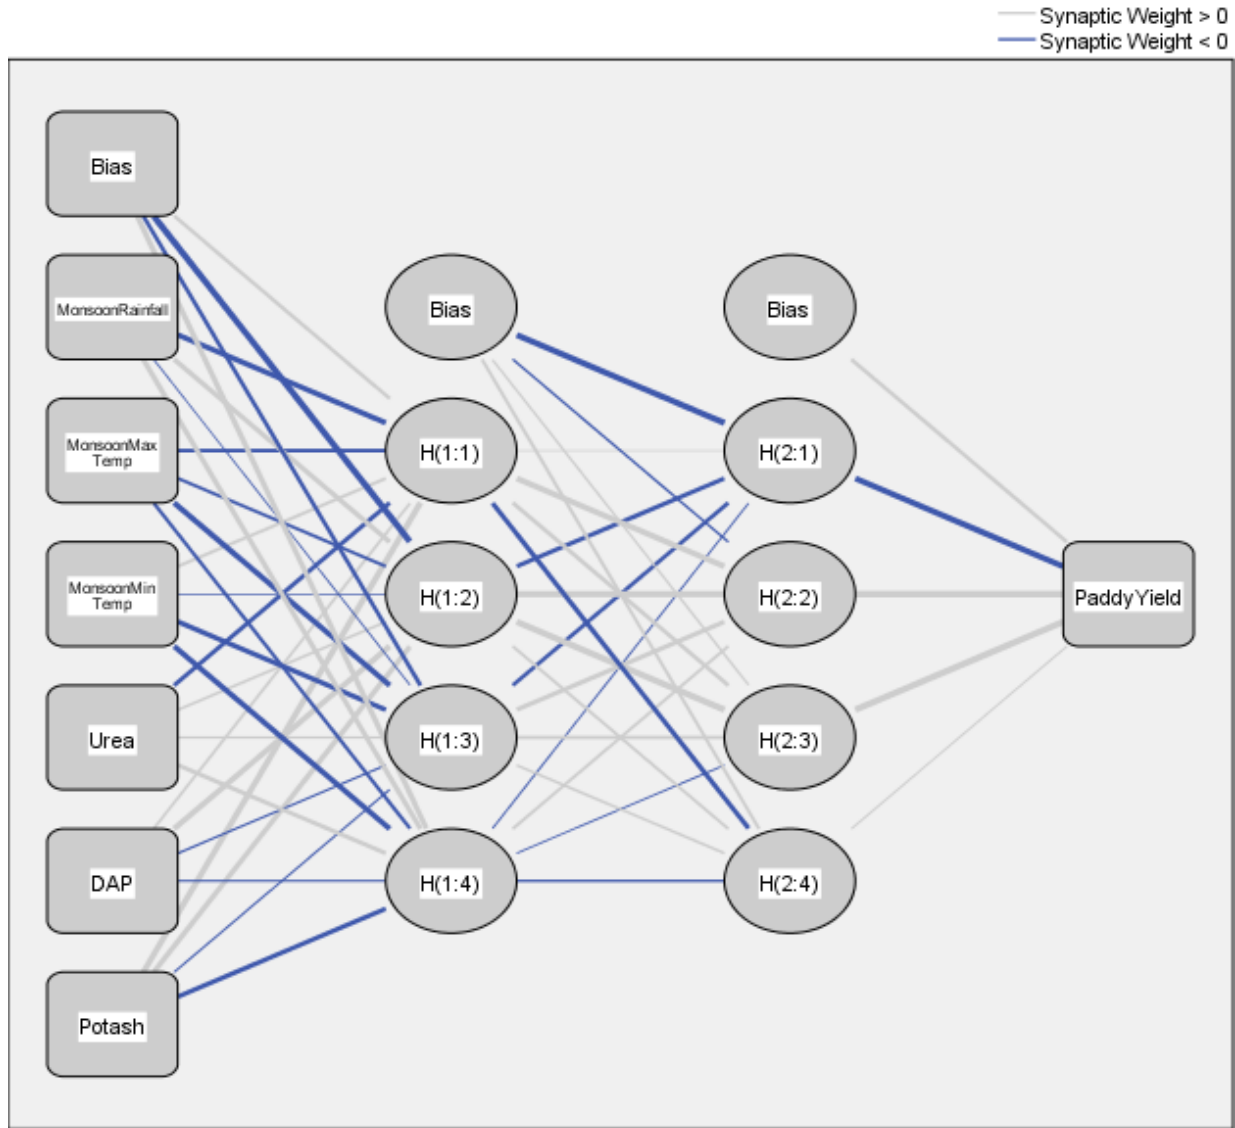 Synaptic Weight > 0
Synaptic Weight < 0
Bias
MonsoonRainfall
Bias
Bias
MonsoonMax
Temp
H(1:1)
H(2:1)
MonsoonMin
Temp
H(1:2)
H(2:2)
PaddyYield
Urea
H(1:3)
H(2:3)
DAP
H(1:4)
H(2:4)
Potash